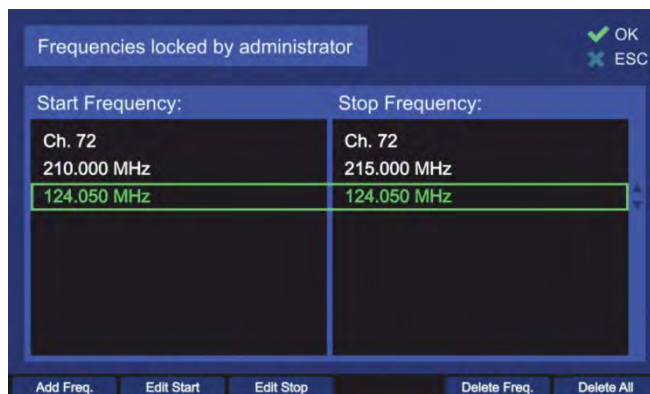 Frequencies locked by administrator
OK
ESC
Start Frequency: Stop Frequency:
Ch. 72 Ch. 72
210.000 MHz 215.000 MHz
124.050 MHz 124.050 MHz
Add Freq. Edit Start Edit Stop Delete Freq. Delete All